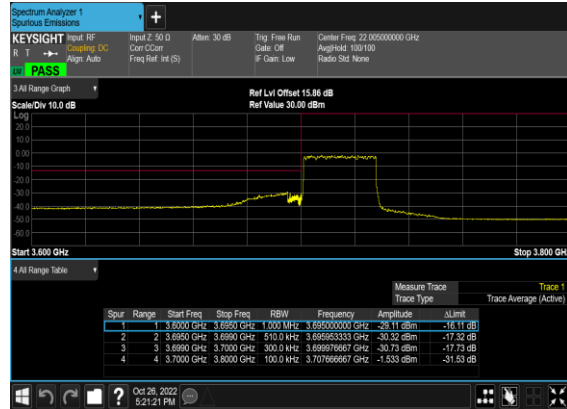 Spectrum Analyzer 1
Spurious Emissions
+
KEYSIGHT Input: RF Input Z: 50 Ω Atten: 30 dB Trig: Free Run Center Freq: 22.005000000 GHz
R T Coupling: DC Corr CCorr Gate: Off Avg|Hold: 100/100
Align: Auto Freq Ref: Int (S) IF Gain: Low Radio Std: None
PASS
3 All Range Graph
Ref Lvl Offset 15.86 dB
Scale/Div 10.0 dB Ref Value 30.00 dBm
Log
20.0
10.0
0.00
-10.0
-20.0
-30.0
-40.0
-50.0
-60.0
Start 3.600 GHz Stop 3.800 GH
4 All Range Table
Measure Trace Trace 1
Trace Type Trace Average (Active)
Spur Range Start Freq Stop Freq RBW Frequency Amplitude ΔLimit
1 1 3.6000 GHz 3.6950 GHz 1.000 MHz 3.695000000 GHz -29.11 dBm -16.11 dB
2 2 3.6950 GHz 3.6990 GHz 510.0 kHz 3.695953333 GHz -30.32 dBm -17.32 dB
3 3 3.6990 GHz 3.7000 GHz 300.0 kHz 3.699976667 GHz -30.73 dBm -17.73 dB
4 4 3.7000 GHz 3.8000 GHz 100.0 kHz 3.707666667 GHz -1.533 dBm -31.53 dB
? Oct 26, 2022
5:21:21 PM